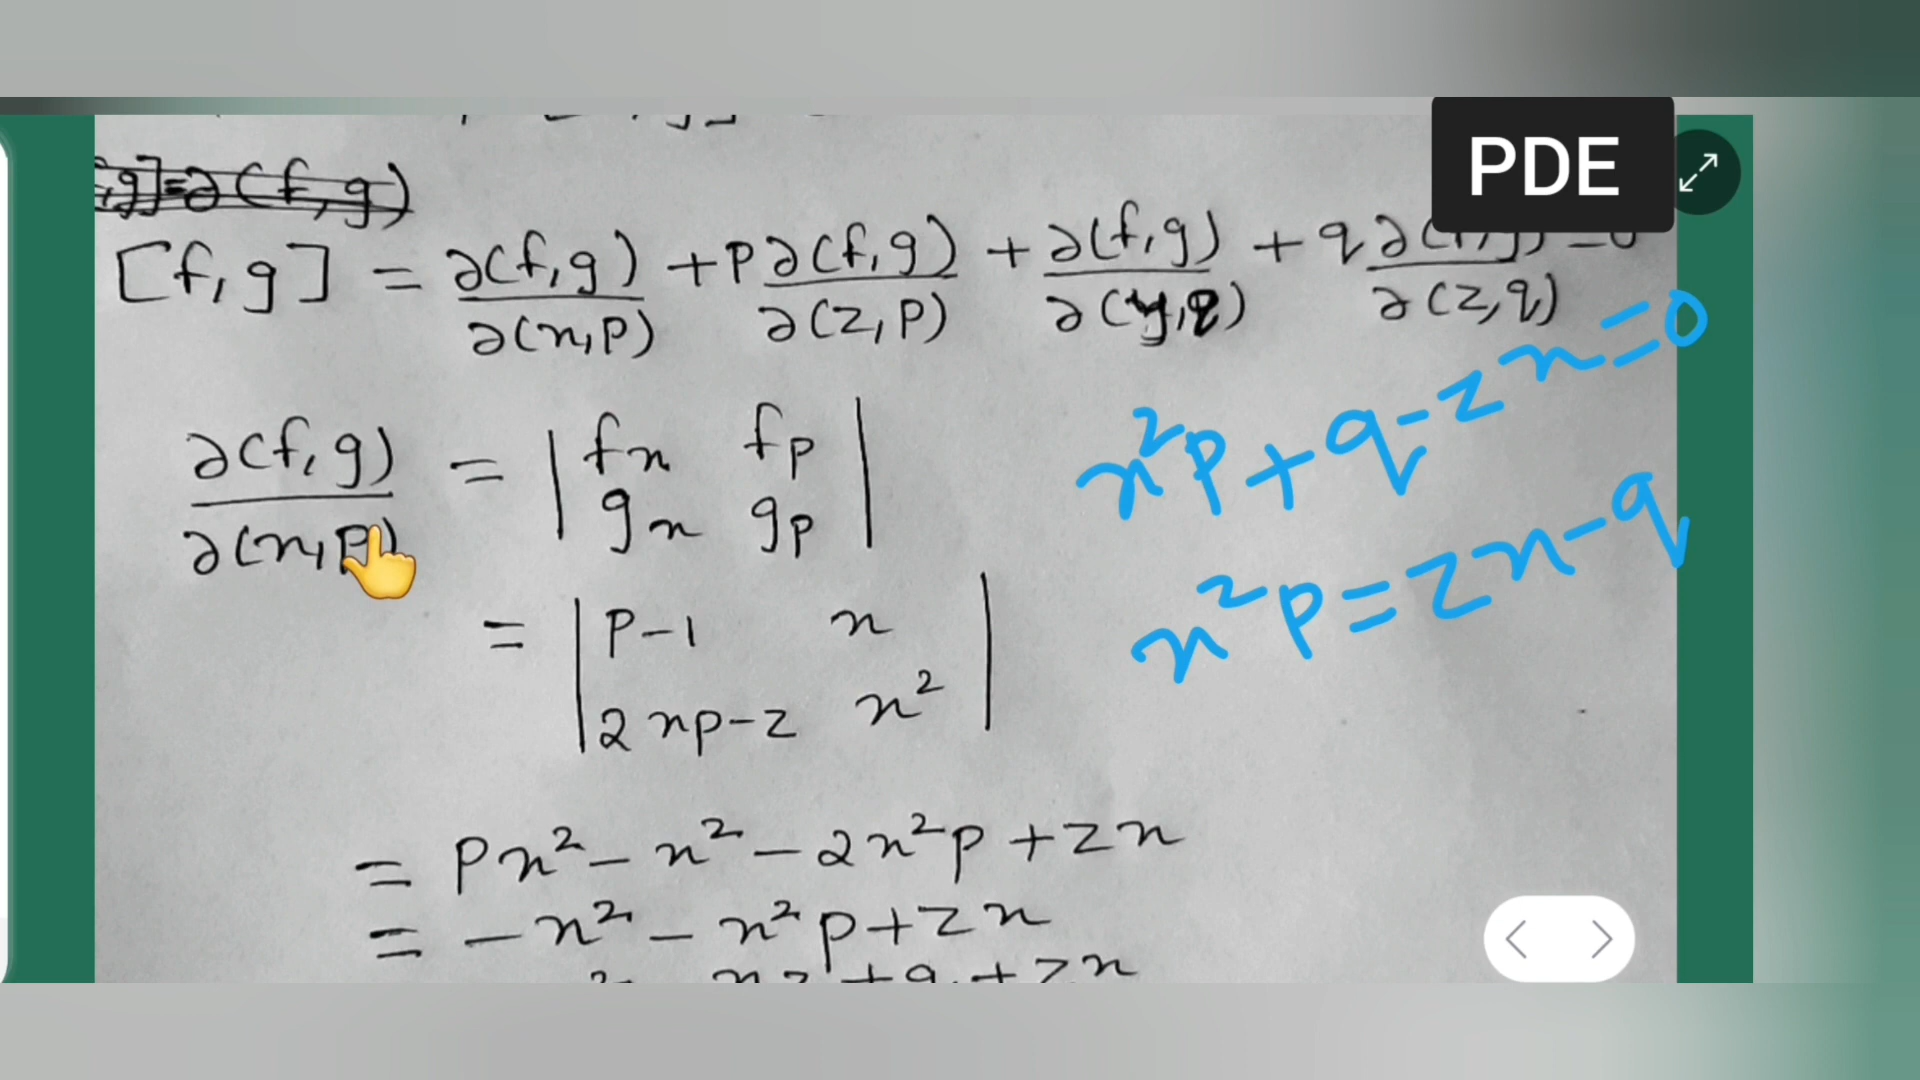 PDE
[f,g] = ∂(f,g)/∂(x,p) + p ∂(f,g)/∂(z,p) + ∂(f,g)/∂(y,q) + q ∂(f,g)/∂(z,q) = 0
x²p + q - zx = 0
∂(f,g)/∂(x,p) = | fx fp |
| gx gp |
x²p = zx - q
= | p-1 x |
| 2xp-z x² |
= px² - x² - 2x²p + zx
= -x² - x²p + zx